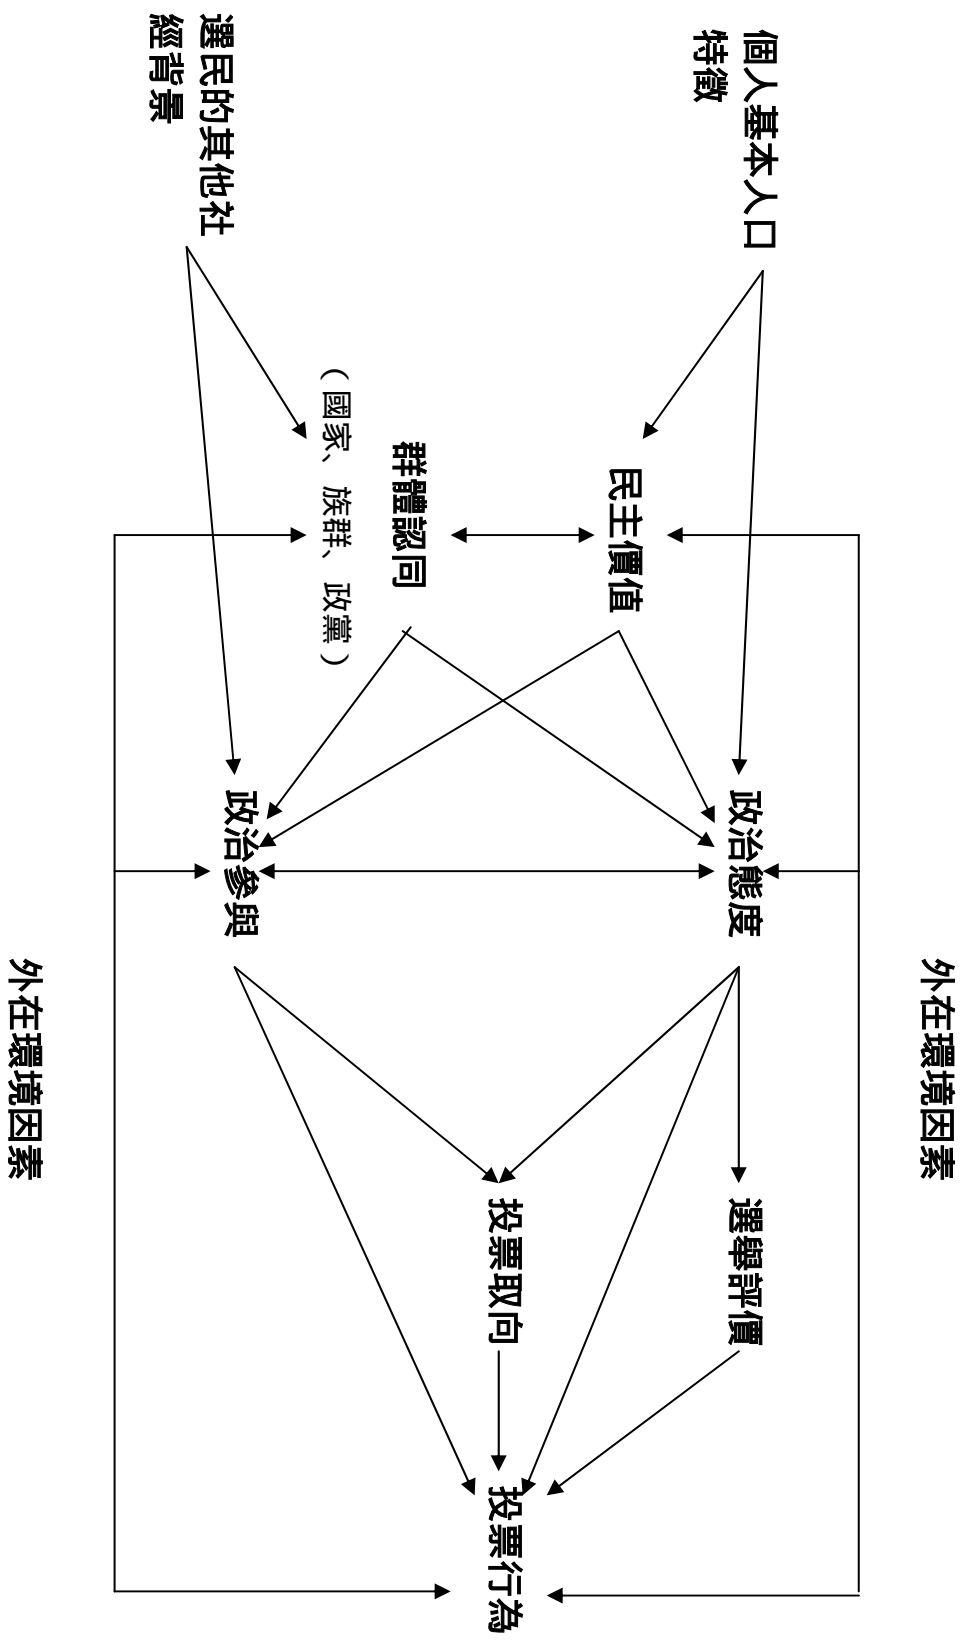 外在環境因素
個人基本人口
特徵
政治態度
選舉評價
民主價值
投票取向
投票行為
群體認同
（國家、族群、政黨）
選民的其他社
經背景
政治參與
外在環境因素